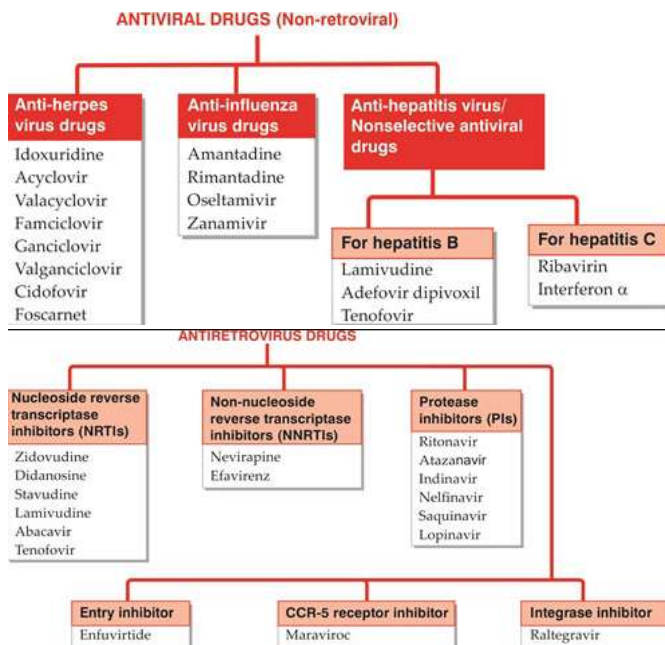 ANTIVIRAL DRUGS (Non-retroviral)
Anti-herpes
virus drugs
Idoxuridine
Acyclovir
Valacyclovir
Famciclovir
Ganciclovir
Valganciclovir
Cidofovir
Foscarnet
Anti-influenza
virus drugs
Amantadine
Rimantadine
Oseltamivir
Zanamivir
Anti-hepatitis virus/
Nonselective antiviral
drugs
For hepatitis B
Lamivudine
Adefovir dipivoxil
Tenofovir
For hepatitis C
Ribavirin
Interferon α
ANTIRETROVIRUS DRUGS
Nucleoside reverse
transcriptase
inhibitors (NRTIs)
Zidovudine
Didanosine
Stavudine
Lamivudine
Abacavir
Tenofovir
Non-nucleoside
reverse transcriptase
inhibitors (NNRTIs)
Nevirapine
Efavirenz
Protease
inhibitors (PIs)
Ritonavir
Atazanavir
Indinavir
Nelfinavir
Saquinavir
Lopinavir
Entry inhibitor
Enfuvirtide
CCR-5 receptor inhibitor
Maraviroc
Integrase inhibitor
Raltegravir